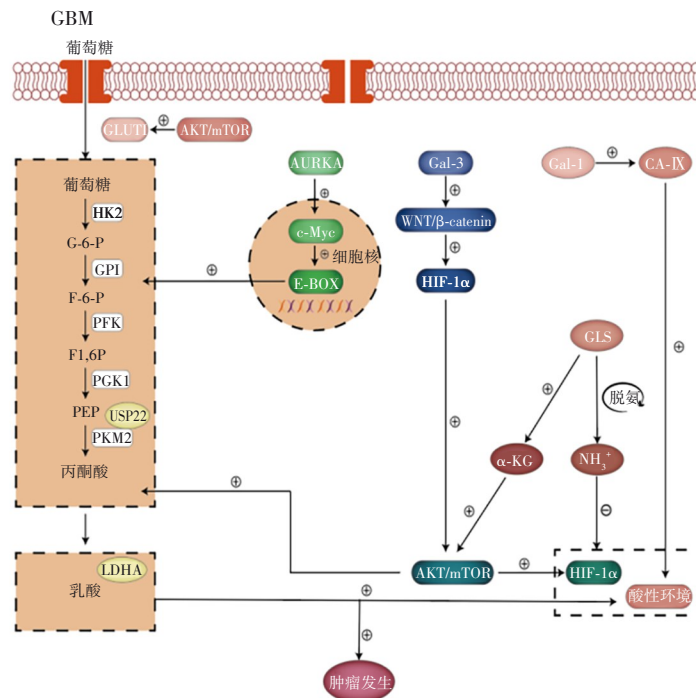 GBM
葡萄糖
GLUT1
⊕
AKT/mTOR
葡萄糖
HK2
G-6-P
GPI
F-6-P
PFK
F1,6P
PGK1
PEP
USP22
PKM2
丙酮酸
LDHA
乳酸
AURKA
⊕
c-Myc
⊕ 细胞核
E-BOX
⊕
Gal-3
⊕
WNT/β-catenin
⊕
HIF-1α
⊕
Gal-1
⊕
CA-Ⅸ
⊕
GLS
⊕
脱氨
α-KG
NH₃⁺
⊕
⊖
⊕
AKT/mTOR
⊕
HIF-1α
酸性环境
⊕
⊕
肿瘤发生